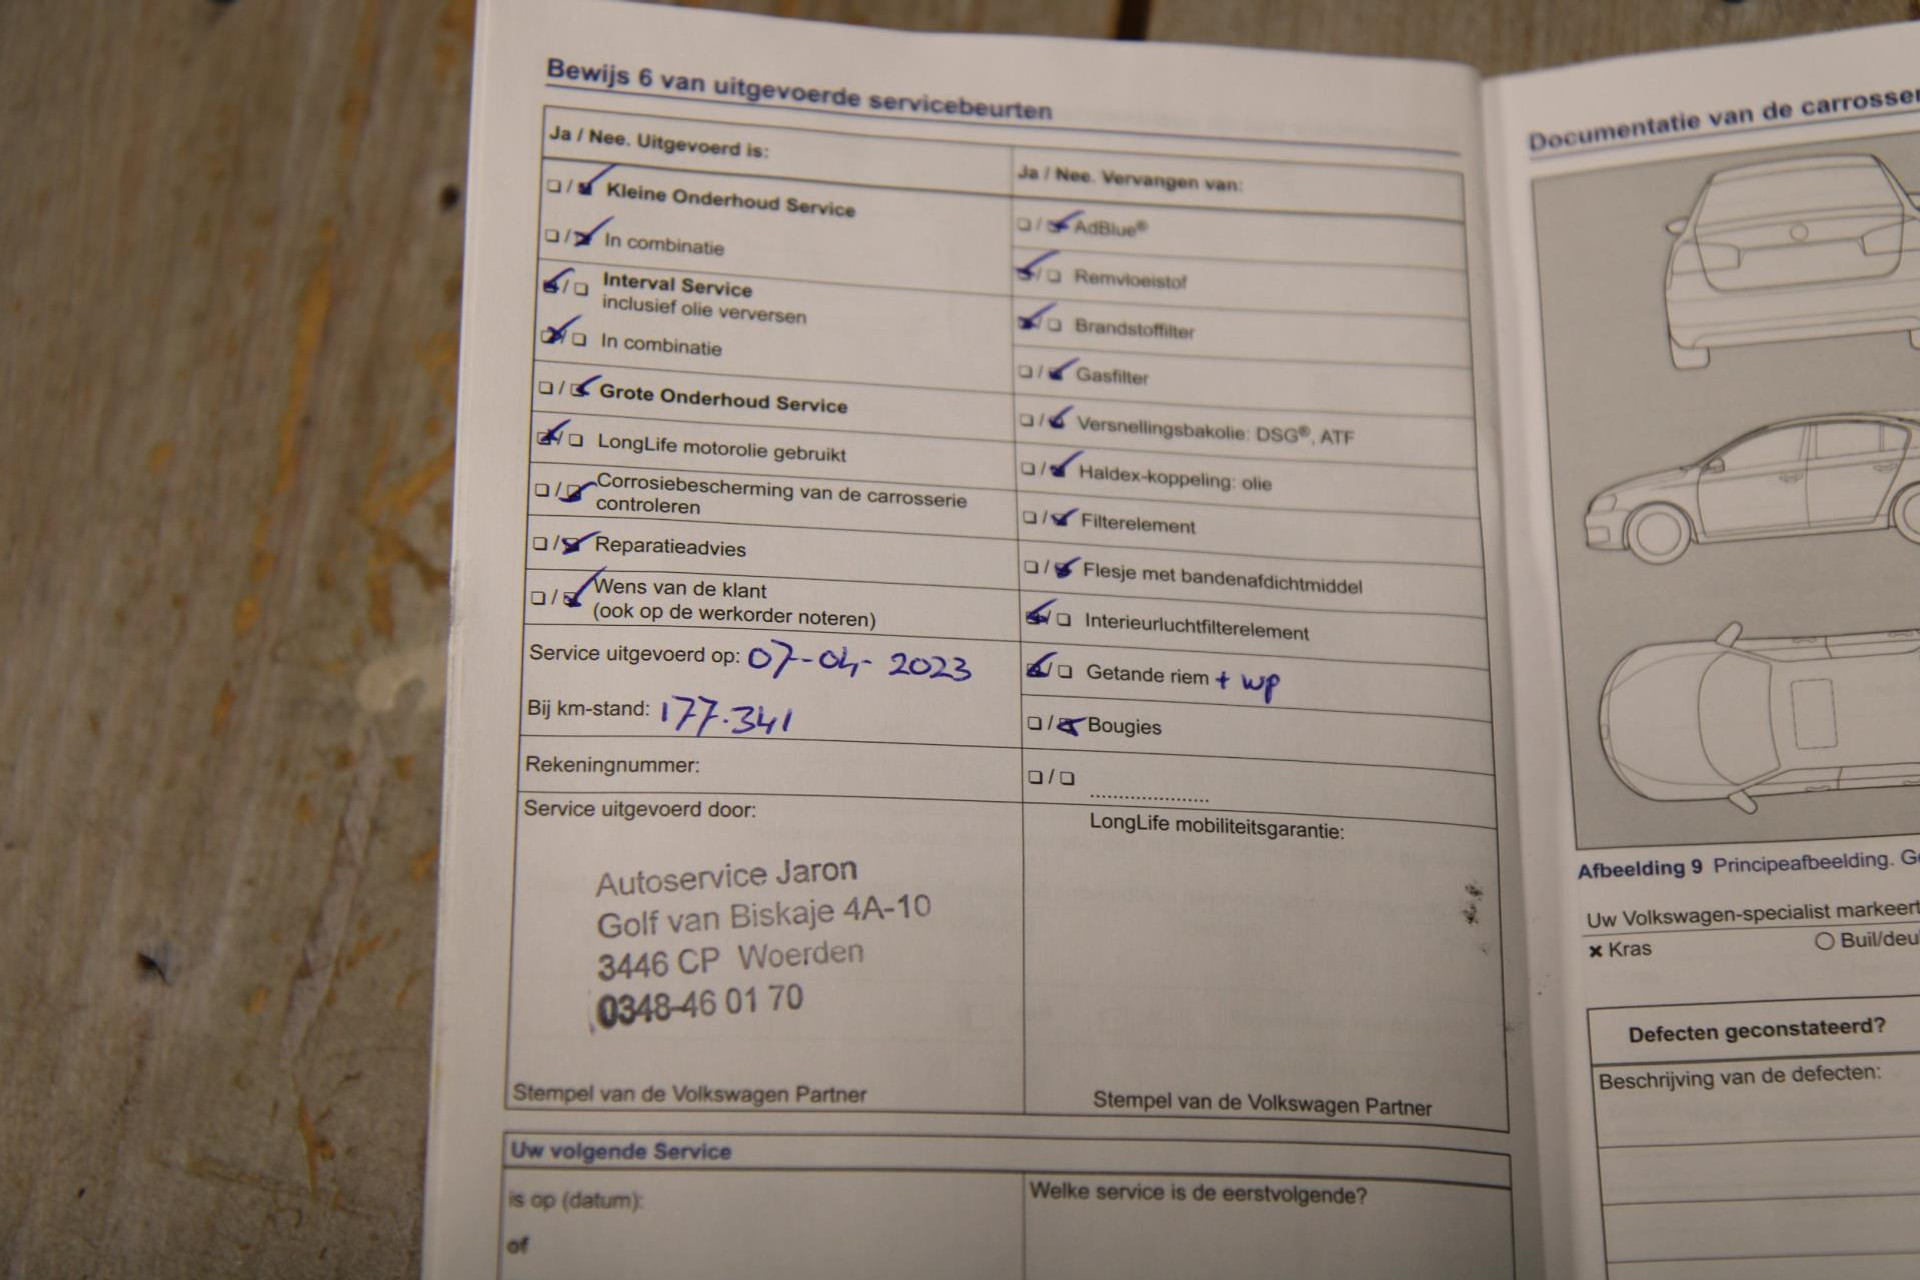 Bewijs 6 van uitgevoerde servicebeurten
Ja / Nee. Uitgevoerd is:
❏ / ❏ Kleine Onderhoud Service
❏ / ❏ In combinatie
❏ / ❏ Interval Service
inclusief olie verversen
❏ / ❏ In combinatie
❏ / ❏ Grote Onderhoud Service
❏ / ❏ LongLife motorolie gebruikt
❏ / ❏ Corrosiebescherming van de carrosserie
controleren
❏ / ❏ Reparatieadvies
❏ / ❏ Wens van de klant
(ook op de werkorder noteren)
Service uitgevoerd op: 07-04-2023
Bij km-stand: 177.341
Rekeningnummer:
Service uitgevoerd door:
Autoservice Jaron
Golf van Biskaje 4A-10
3446 CP Woerden
0348-46 01 70
Stempel van de Volkswagen Partner
Ja / Nee. Vervangen van:
❏ / ❏ AdBlue®
❏ / ❏ Remvloeistof
❏ / ❏ Brandstoffilter
❏ / ❏ Gasfilter
❏ / ❏ Versnellingsbakolie: DSG®, ATF
❏ / ❏ Haldex-koppeling: olie
❏ / ❏ Filterelement
❏ / ❏ Flesje met bandenafdichtmiddel
❏ / ❏ Interieurluchtfilterelement
❏ / ❏ Getande riem + wp
❏ / ❏ Bougies
❏ / ❏ ....................
LongLife mobiliteitsgarantie:
Stempel van de Volkswagen Partner
Uw volgende Service
is op (datum):
of
Welke service is de eerstvolgende?
Documentatie van de
Afbeelding 9 Principeafbeelding.
Uw Volkswagen-specialist markeert
× Kras
Defecten geconstateerd?
Beschrijving van de defecten: